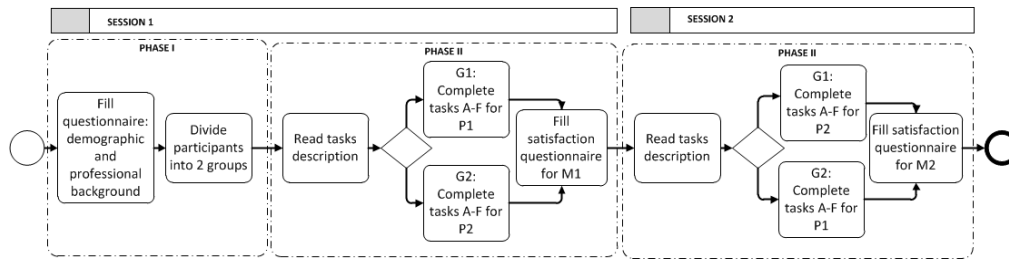 SESSION 1
SESSION 2
PHASE I
PHASE II
PHASE II
Fill
questionnaire:
demographic
and
professional
background
Divide
participants
into 2 groups
Read tasks
description
G1:
Complete
tasks A-F for
P1
G2:
Complete
tasks A-F for
P2
Fill
satisfaction
questionnaire
for M1
Read tasks
description
G1:
Complete
tasks A-F for
P2
G2:
Complete
tasks A-F for
P1
Fill satisfaction
questionnaire
for M2